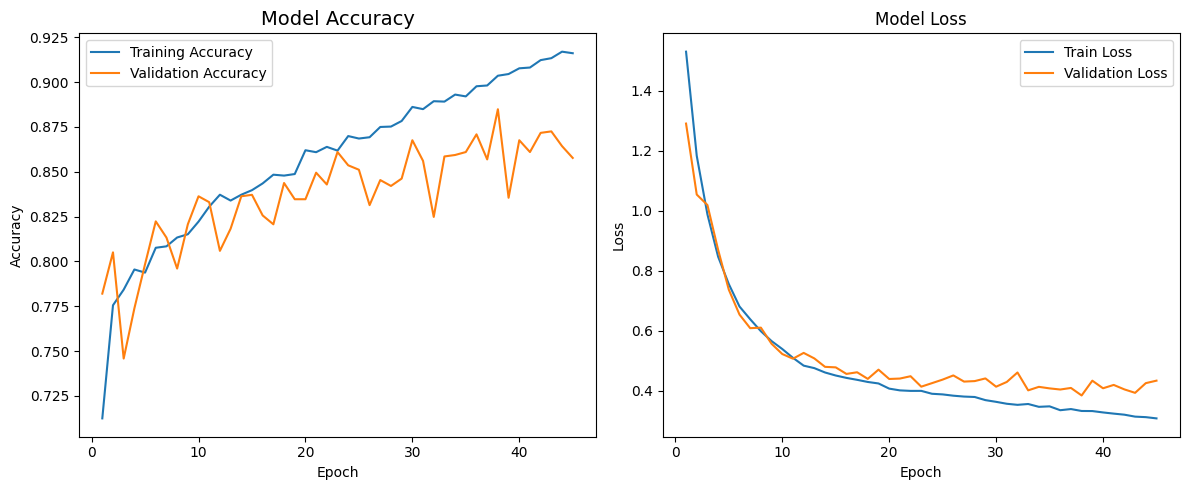 Model Accuracy
Training Accuracy
Validation Accuracy
0.925
0.900
0.875
0.850
0.825
0.800
0.775
0.750
0.725
Accuracy
0
10
20
30
40
Epoch
Model Loss
Train Loss
Validation Loss
1.4
1.2
1.0
0.8
0.6
0.4
Loss
0
10
20
30
40
Epoch